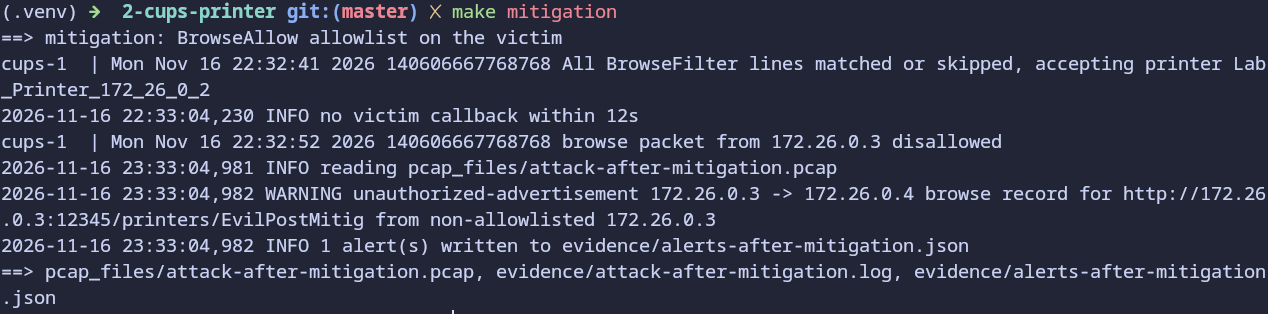 (.venv) ➜  2-cups-printer git:(master) ✗ make mitigation
==> mitigation: BrowseAllow allowlist on the victim
cups-1  | Mon Nov 16 22:32:41 2026 140606667768768 All BrowseFilter lines matched or skipped, accepting printer Lab
_Printer_172_26_0_2
2026-11-16 22:33:04,230 INFO no victim callback within 12s
cups-1  | Mon Nov 16 22:32:52 2026 140606667768768 browse packet from 172.26.0.3 disallowed
2026-11-16 23:33:04,981 INFO reading pcap_files/attack-after-mitigation.pcap
2026-11-16 23:33:04,982 WARNING unauthorized-advertisement 172.26.0.3 -> 172.26.0.4 browse record for http://172.26
.0.3:12345/printers/EvilPostMitig from non-allowlisted 172.26.0.3
2026-11-16 23:33:04,982 INFO 1 alert(s) written to evidence/alerts-after-mitigation.json
==> pcap_files/attack-after-mitigation.pcap, evidence/attack-after-mitigation.log, evidence/alerts-after-mitigation
.json